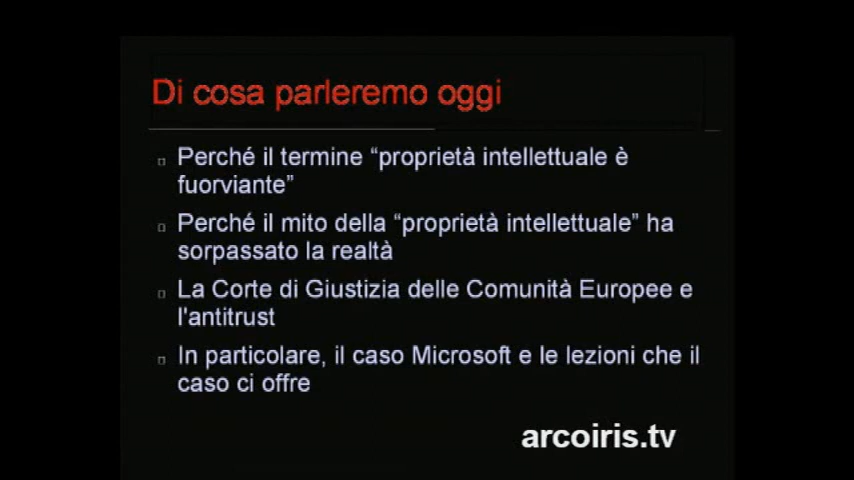 Di cosa parleremo oggi
Perché il termine “proprietà intellettuale è
fuorviante”
Perché il mito della “proprietà intellettuale” ha
sorpassato la realtà
La Corte di Giustizia delle Comunità Europee e
l'antitrust
In particolare, il caso Microsoft e le lezioni che il
caso ci offre
arcoiris.tv